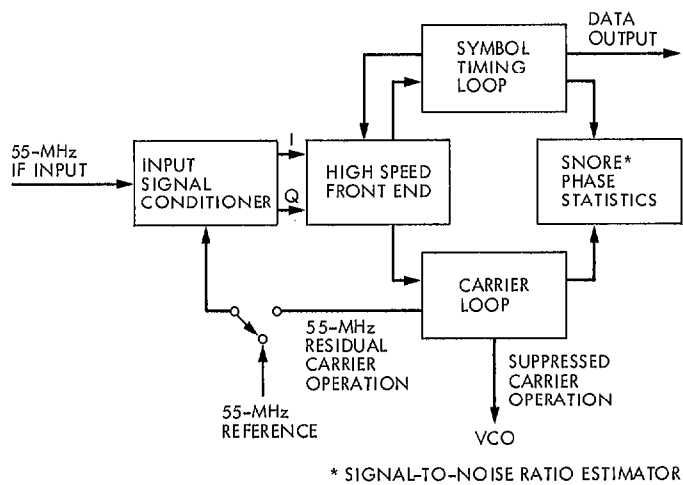 DATA
OUTPUT
SYMBOL
TIMING
LOOP
55-MHz
IF INPUT
INPUT
SIGNAL
CONDITIONER
I
Q
HIGH SPEED
FRONT END
SNORE*
PHASE
STATISTICS
CARRIER
LOOP
55-MHz
RESIDUAL
CARRIER
OPERATION
55-MHz
REFERENCE
SUPPRESSED
CARRIER
OPERATION
VCO
* SIGNAL-TO-NOISE RATIO ESTIMATOR